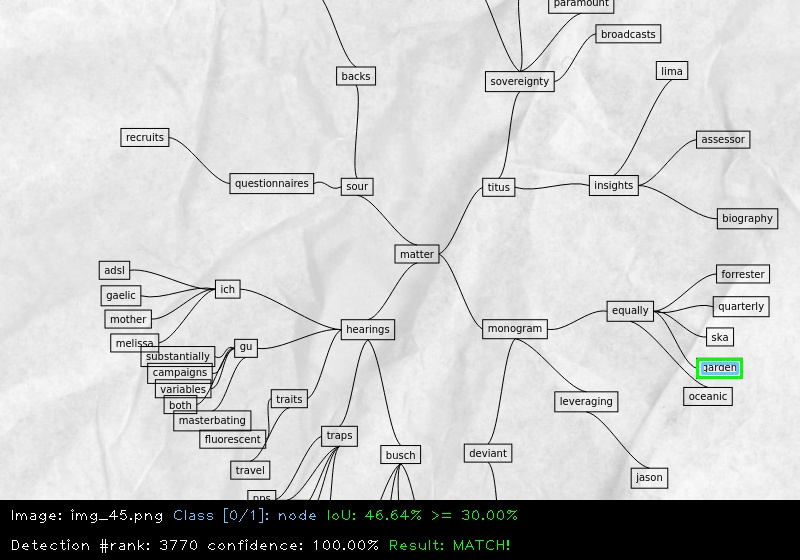 paramount
broadcasts
backs
lima
sovereignty
recruits
assessor
questionnaires
sour
titus
insights
biography
matter
adsl
forrester
ich
gaelic
quarterly
mother
equally
hearings
monogram
ska
melissa
gu
substantially
garden
campaigns
variables
oceanic
both
traits
leveraging
masturbating
fluorescent
traps
busch
deviant
travel
jason
pps
Image: img_45.png Class [0/1]: node IoU: 46.64% >= 30.00%
Detection #rank: 3770 confidence: 100.00% Result: MATCH!